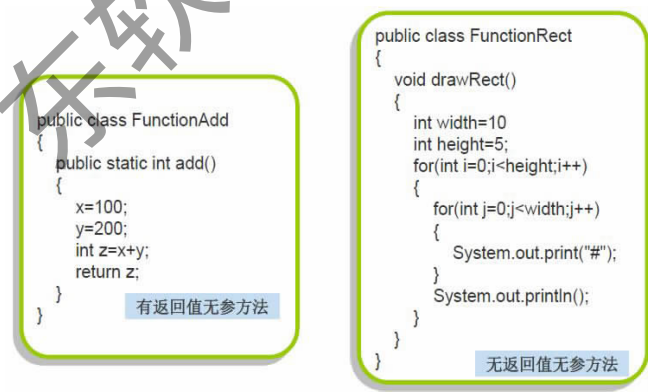 东软
public class FunctionAdd
{
public static int add()
{
x=100;
y=200;
int z=x+y;
return z;
}
}
有返回值无参方法
public class FunctionRect
{
void drawRect()
{
int width=10
int height=5;
for(int i=0;i<height;i++)
{
for(int j=0;j<width;j++)
{
System.out.print("#");
}
System.out.println();
}
}
}
无返回值无参方法